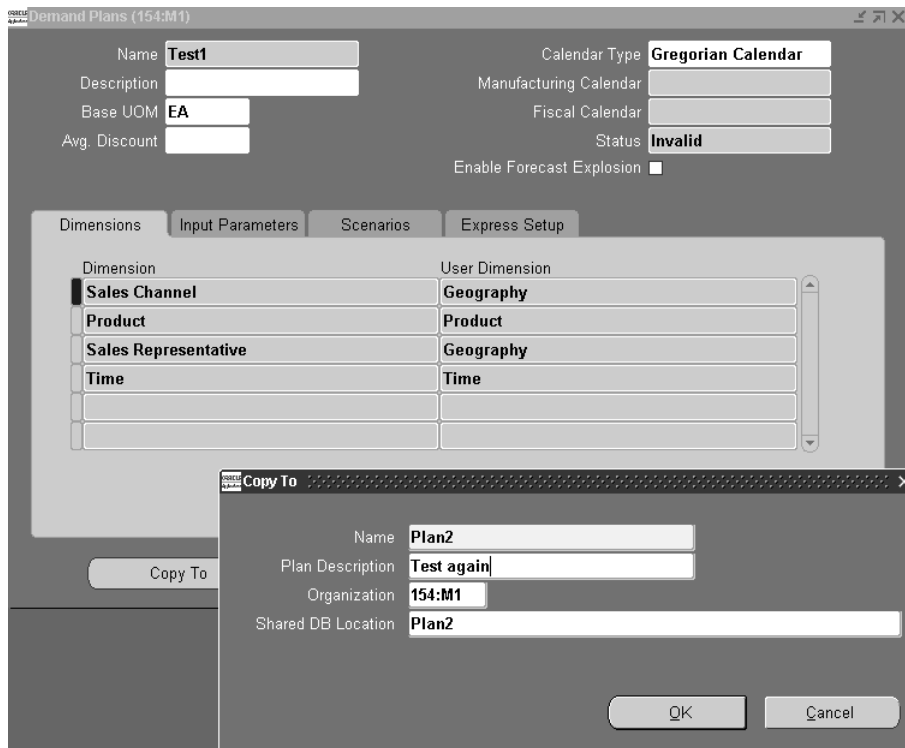 Demand Plans (154:M1)
Name Test1 Calendar Type Gregorian Calendar
Description Manufacturing Calendar
Base UOM EA Fiscal Calendar
Avg. Discount Status Invalid
Enable Forecast Explosion
Dimensions Input Parameters Scenarios Express Setup
Dimension User Dimension
Sales Channel Geography
Product Product
Sales Representative Geography
Time Time
Copy To
Name Plan2
Plan Description Test again
Copy To Organization 154:M1
Shared DB Location Plan2
OK Cancel